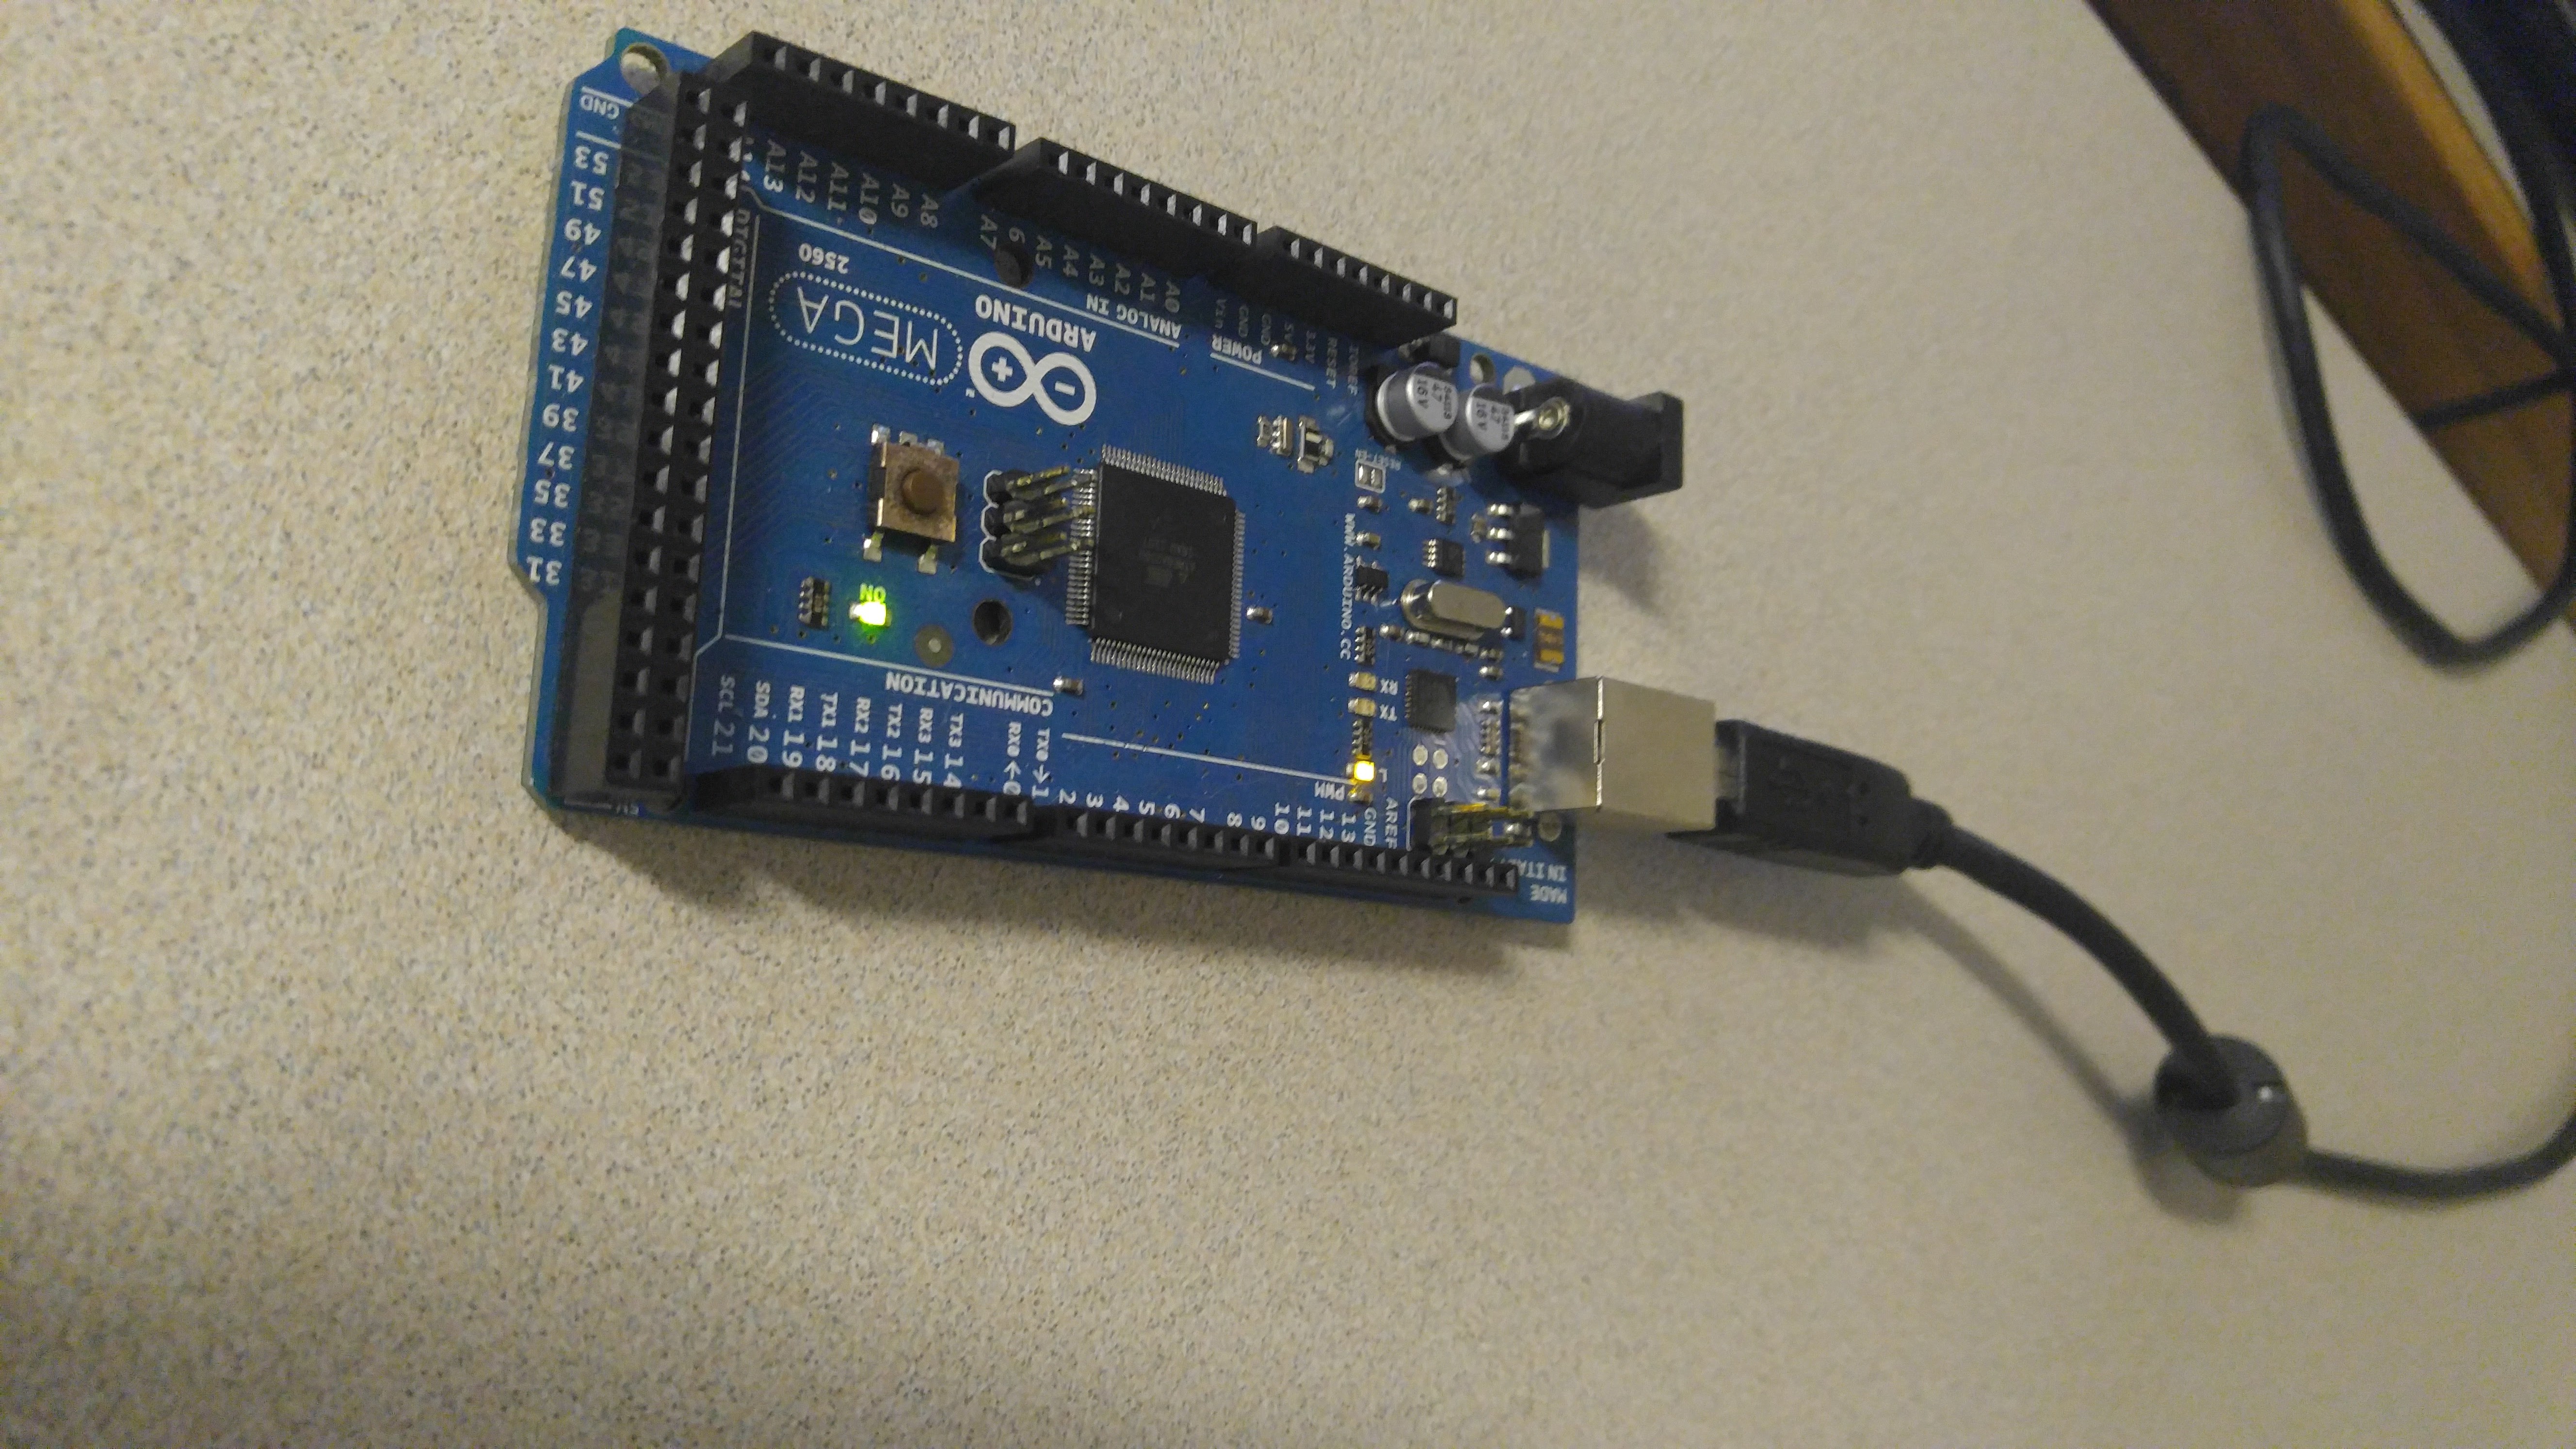 GND
53
51
49
47
45
43
41
39
37
35
33
31
DIGITAL
A13
A12
A11
A10
A9
A8
A7
6
A5
A4
A3
A2
A1
A0
ANALOG IN
Vin
GND
GND
5V
3.3V
RESET
IOREF
POWER
MEGA
2560
ARDUINO
47
16V
47
16V
RESET-EN
WWW.ARDUINO.CC
ON
COMMUNICATION
SCL 21
SDA 20
RX1 19
TX1 18
RX2 17
TX2 16
RX3 15
TX3 14
RX0 ← 0
TX0 → 1
2
3
4
5
6
7
8
9
10
11
12
13
GND
AREF
PWM
RX
TX
L
MADE
IN ITA